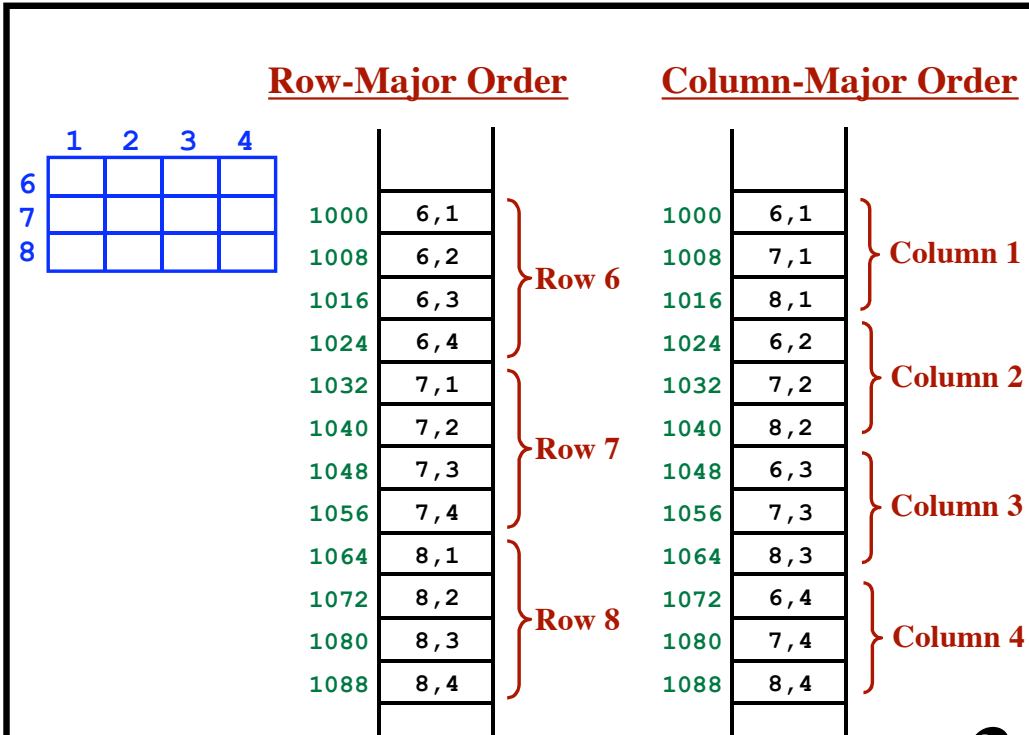 Row-Major Order
Column-Major Order
1 2 3 4
6
7
8
1000 6,1
1008 6,2
1016 6,3
1024 6,4
Row 6
1032 7,1
1040 7,2
1048 7,3
1056 7,4
Row 7
1064 8,1
1072 8,2
1080 8,3
1088 8,4
Row 8
1000 6,1
1008 7,1
1016 8,1
Column 1
1024 6,2
1032 7,2
1040 8,2
Column 2
1048 6,3
1056 7,3
1064 8,3
Column 3
1072 6,4
1080 7,4
1088 8,4
Column 4